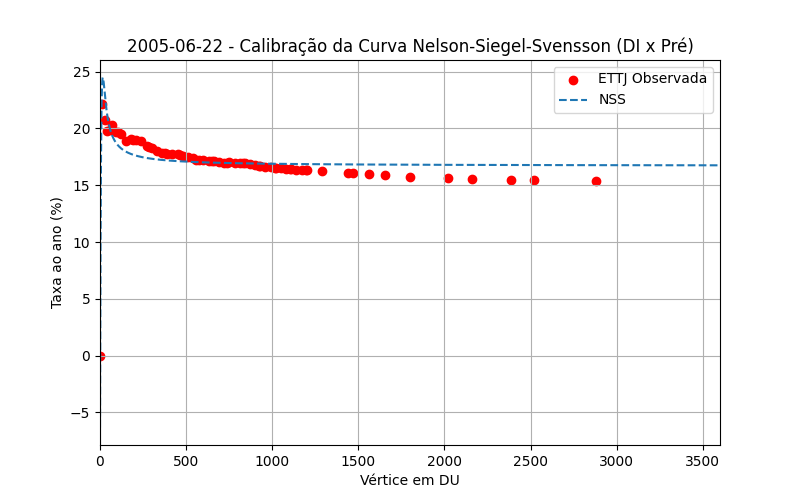 2005-06-22 - Calibração da Curva Nelson-Siegel-Svensson (DI x Pré)
ETTJ Observada
NSS
Taxa ao ano (%)
25
20
15
10
5
0
−5
0 500 1000 1500 2000 2500 3000 3500
Vértice em DU